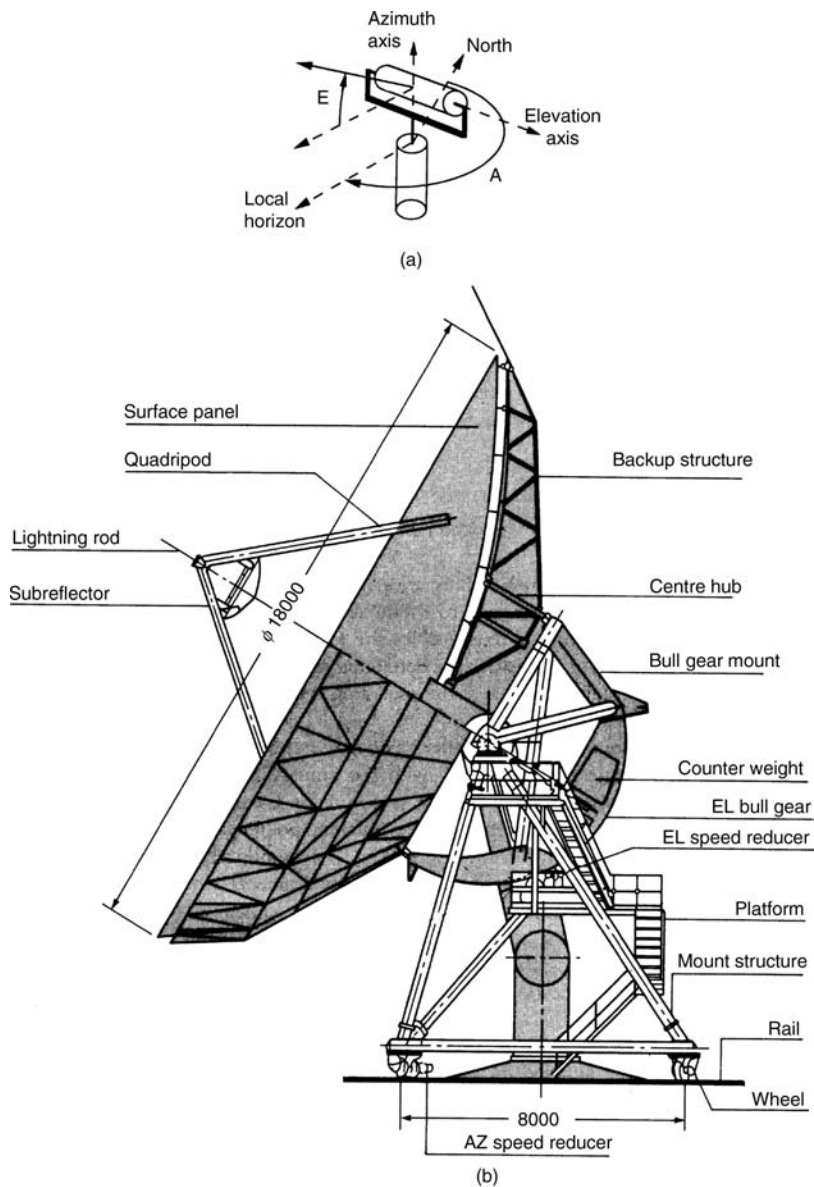 Azimuth
axis
North
E
Elevation
axis
A
Local
horizon
(a)
Surface panel
Quadripod
Backup structure
Lightning rod
Subreflector
ϕ 18000
Centre hub
Bull gear mount
Counter weight
EL bull gear
EL speed reducer
Platform
Mount structure
Rail
Wheel
8000
AZ speed reducer
(b)